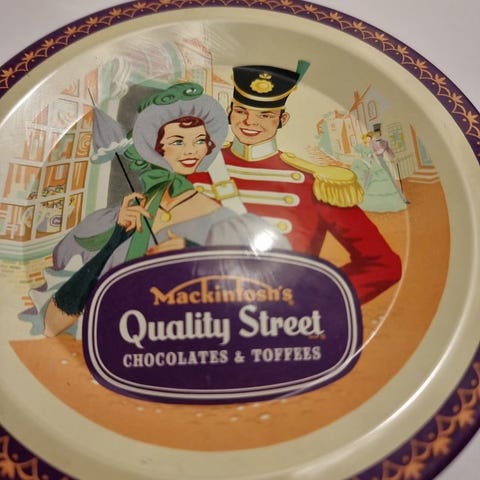 Mackintosh's
Quality Street
CHOCOLATES & TOFFEES